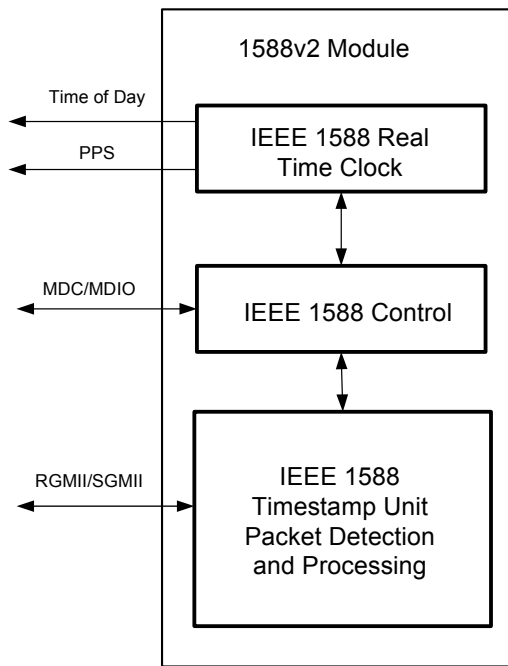 1588v2 Module
Time of Day
IEEE 1588 Real
Time Clock
PPS
MDC/MDIO
IEEE 1588 Control
RGMII/SGMII
IEEE 1588
Timestamp Unit
Packet Detection
and Processing